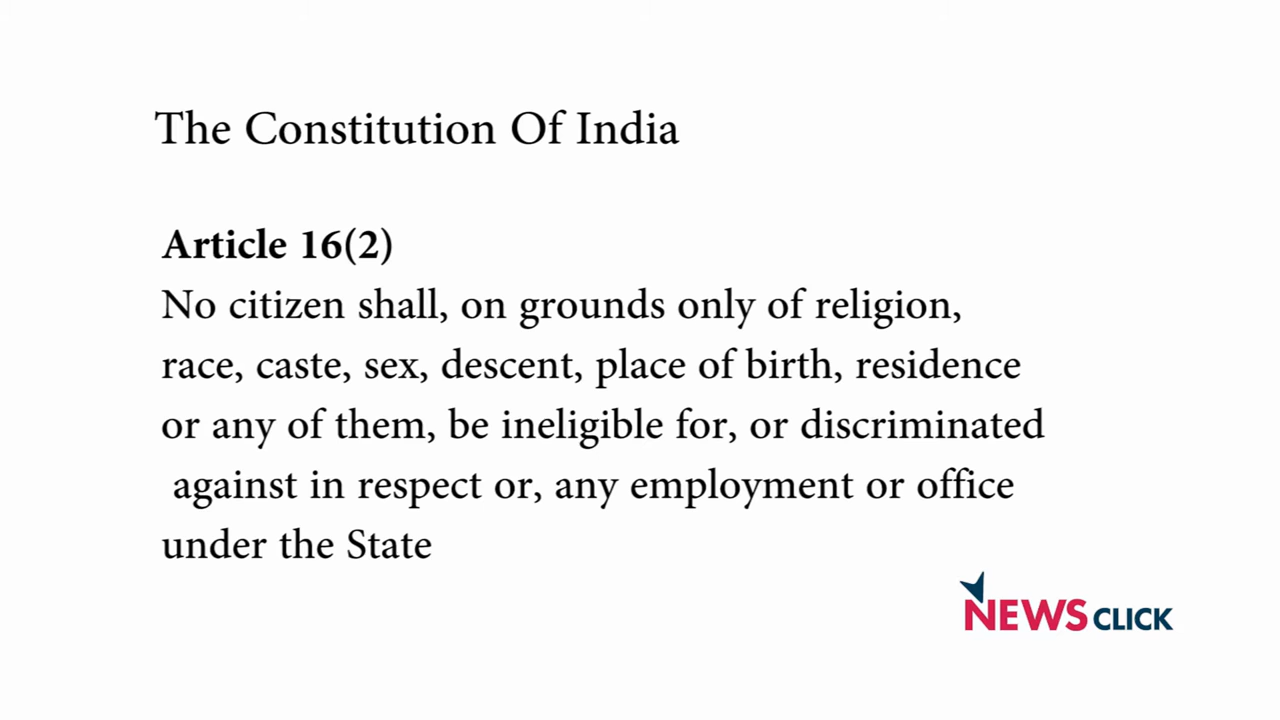 The Constitution Of India
Article 16(2)
No citizen shall, on grounds only of religion,
race, caste, sex, descent, place of birth, residence
or any of them, be ineligible for, or discriminated
against in respect or, any employment or office
under the State
NEWS CLICK